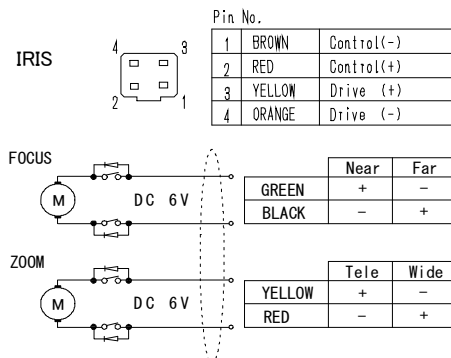 Pin No.
IRIS
4 3
2 1
1 BROWN Control(-)
2 RED Control(+)
3 YELLOW Drive (+)
4 ORANGE Drive (-)
FOCUS
M
DC 6V
Near Far
GREEN + −
BLACK − +
ZOOM
M
DC 6V
Tele Wide
YELLOW + −
RED − +